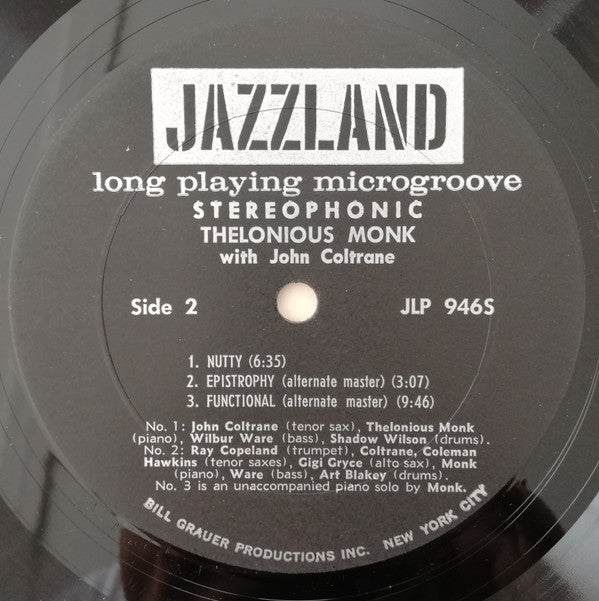 JAZZLAND
long playing microgroove
STEREOPHONIC
THELONIOUS MONK
with John Coltrane
Side 2 JLP 946S
1. NUTTY (6:35)
2. EPISTROPHY (alternate master) (3:07)
3. FUNCTIONAL (alternate master) (9:46)
No. 1: John Coltrane (tenor sax), Thelonious Monk
(piano), Wilbur Ware (bass), Shadow Wilson (drums).
No. 2: Ray Copeland (trumpet), Coltrane, Coleman
Hawkins (tenor saxes), Gigi Gryce (alto sax), Monk
(piano), Ware (bass), Art Blakey (drums).
No. 3 is an unaccompanied piano solo by Monk.
BILL GRAUER PRODUCTIONS INC. NEW YORK CITY